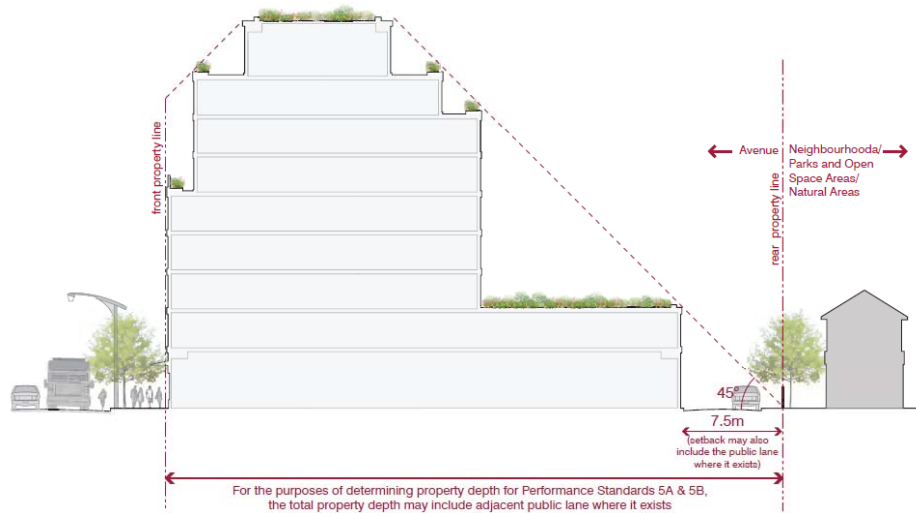 front property line
rear property line
Avenue
Neighbourhooda/
Parks and Open
Space Areas/
Natural Areas
45°
7.5m
(setback may also
include the public lane
where it exists)
For the purposes of determining property depth for Performance Standards 5A & 5B,
the total property depth may include adjacent public lane where it exists